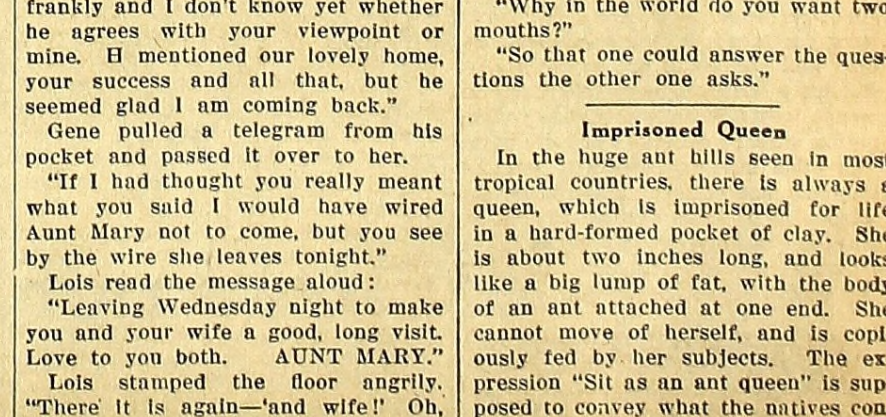 frankly and I don't know yet whether
he agrees with your viewpoint or
mine. H mentioned our lovely home,
your success and all that, but he
seemed glad I am coming back."
Gene pulled a telegram from his
pocket and passed it over to her.
"If I had thought you really meant
what you said I would have wired
Aunt Mary not to come, but you see
by the wire she leaves tonight."
Lois read the message aloud:
"Leaving Wednesday night to make
you and your wife a good, long visit.
Love to you both. AUNT MARY."
Lois stamped the floor angrily.
"There it is again—'and wife!' Oh,
"Why in the world do you want two
mouths?"
"So that one could answer the ques-
tions the other one asks."
Imprisoned Queen
In the huge ant hills seen in most
tropical countries, there is always a
queen, which is imprisoned for life
in a hard-formed pocket of clay. She
is about two inches long, and looks
like a big lump of fat, with the body
of an ant attached at one end. She
cannot move of herself, and is copi-
ously fed by her subjects. The ex-
pression "Sit as an ant queen" is sup-
posed to convey what the natives con-